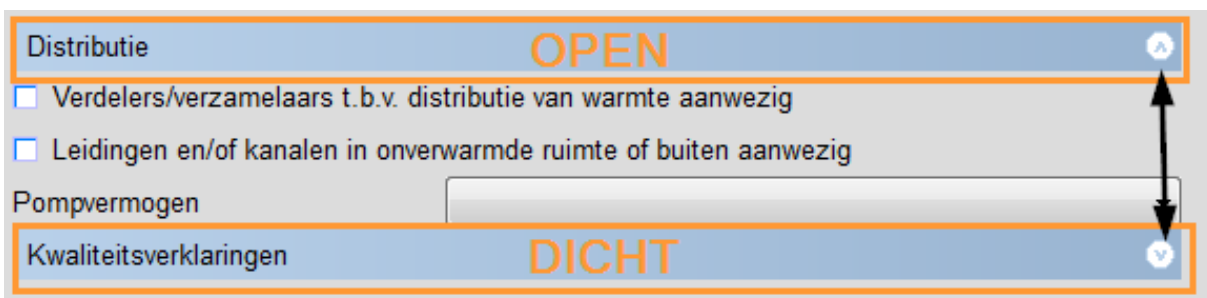 Distributie OPEN
Verdelers/verzamelaars t.b.v. distributie van warmte aanwezig
Leidingen en/of kanalen in onverwarmde ruimte of buiten aanwezig
Pompvermogen
Kwaliteitsverklaringen DICHT